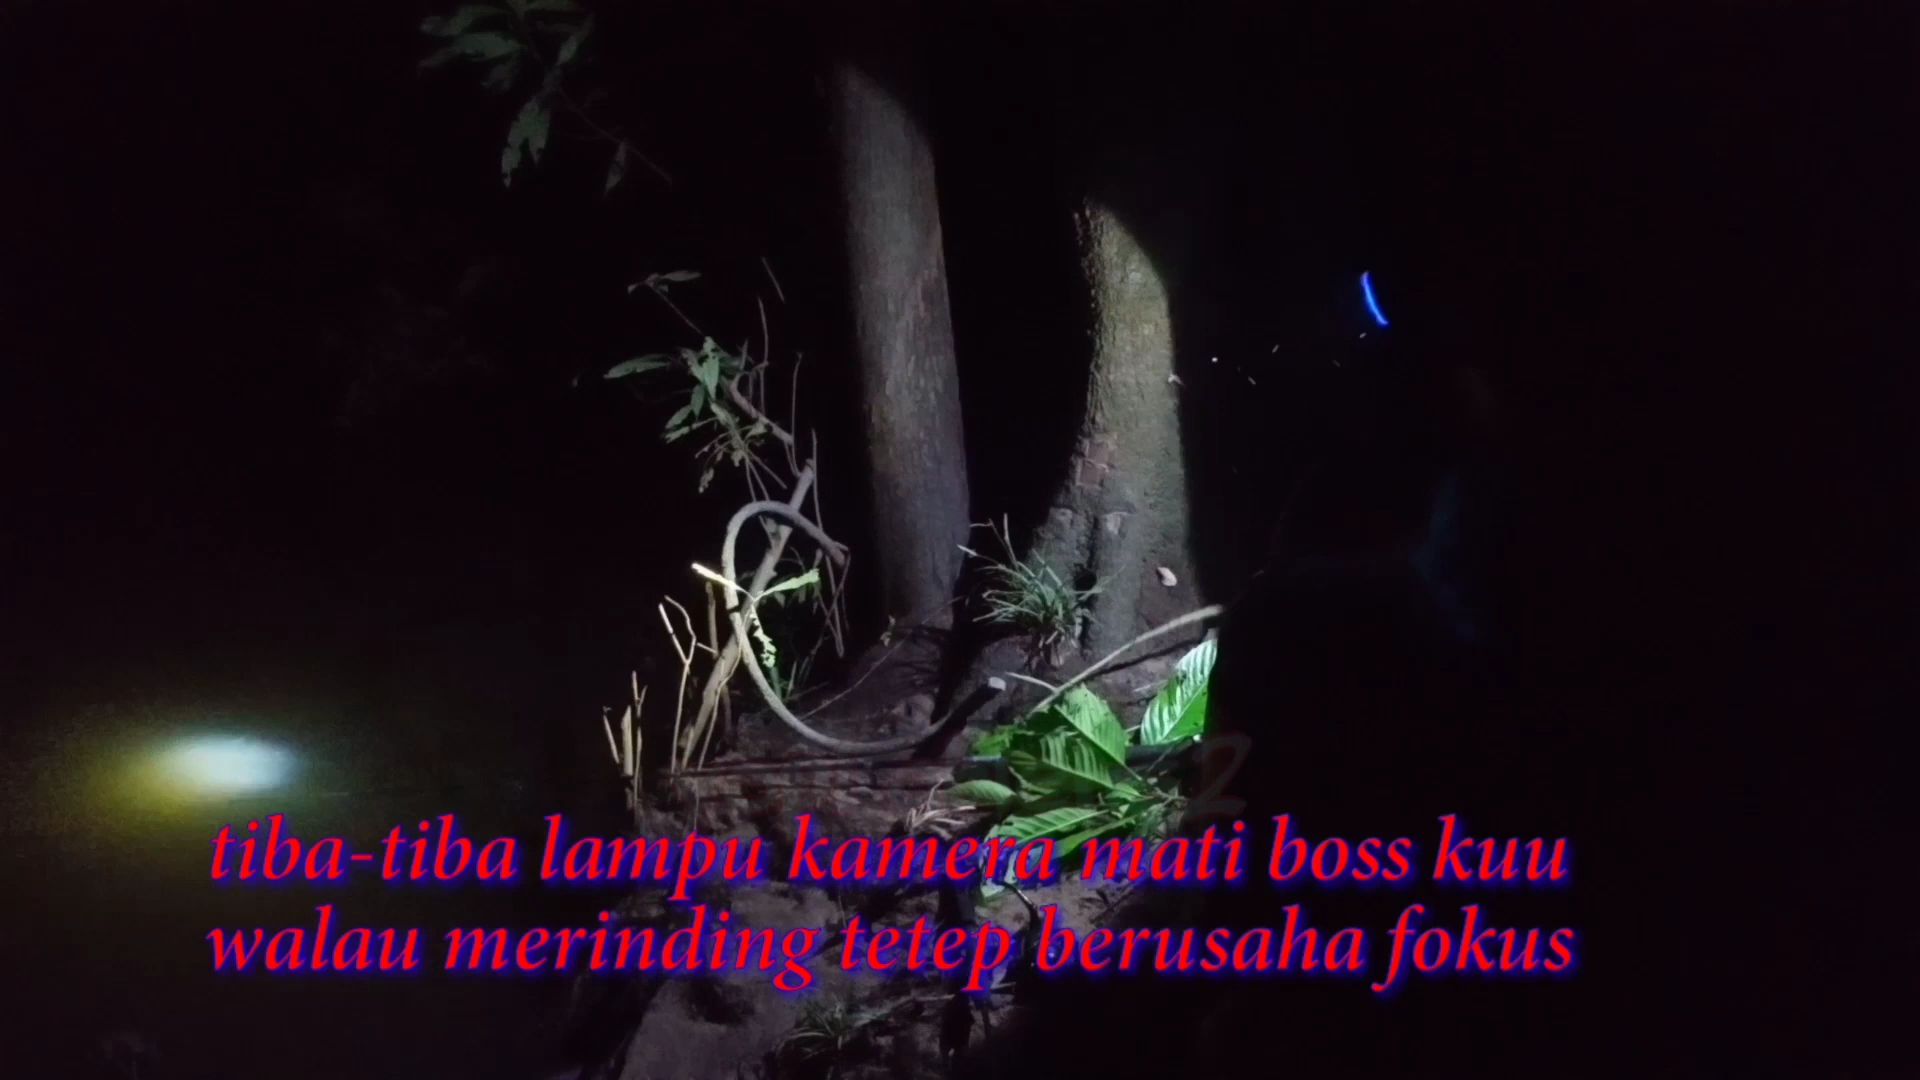 tiba-tiba lampu kamera mati boss kuu
walau merinding tetep berusaha fokus